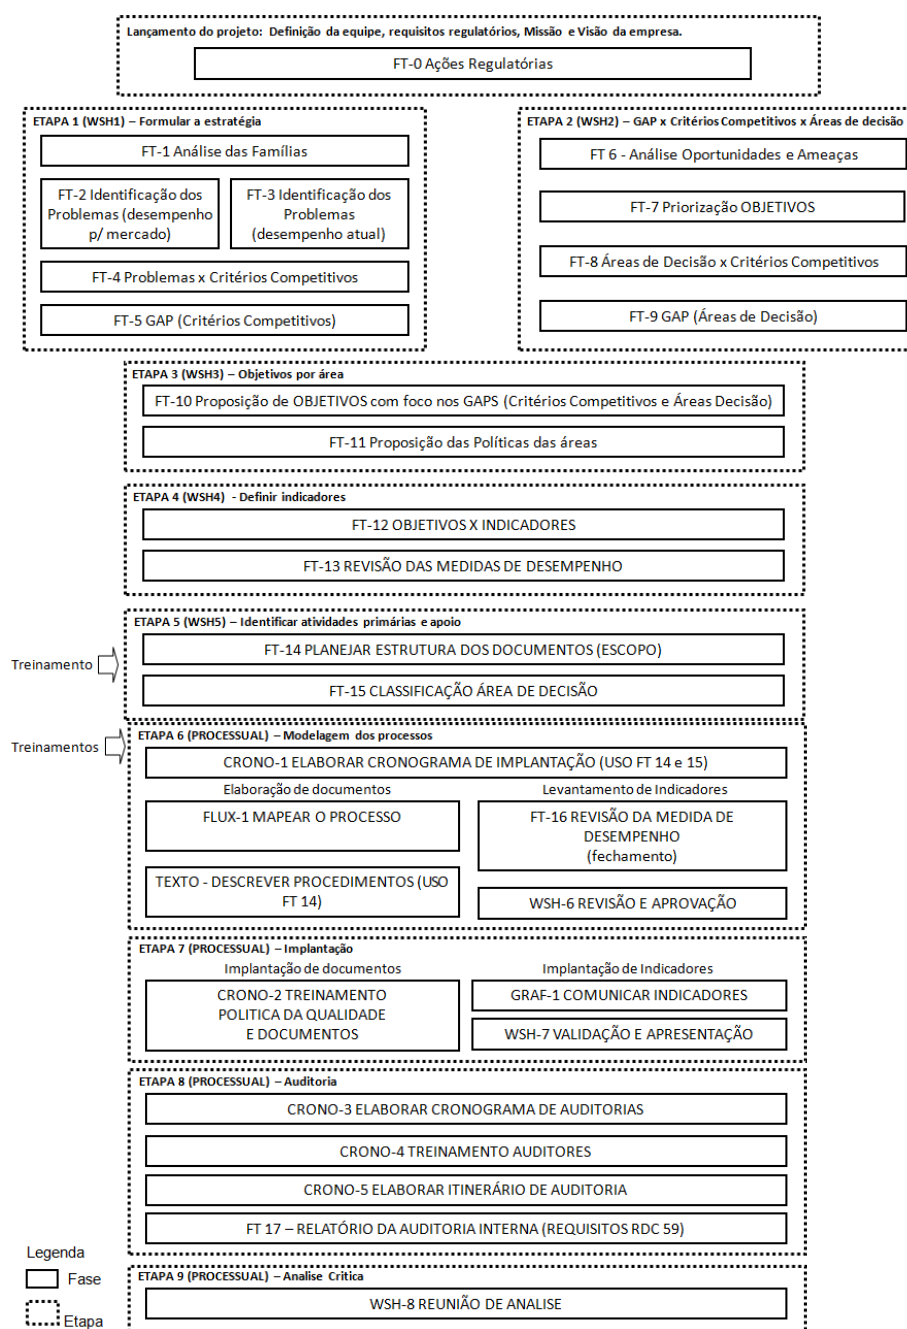 Lançamento do projeto: Definição da equipe, requisitos regulatórios, Missão e Visão da empresa.
FT-0 Ações Regulatórias
ETAPA 1 (WSH1) – Formular a estratégia
FT-1 Análise das Famílias
FT-2 Identificação dos
Problemas (desempenho
p/ mercado)
FT-3 Identificação dos
Problemas
(desempenho atual)
FT-4 Problemas x Critérios Competitivos
FT-5 GAP (Critérios Competitivos)
ETAPA 2 (WSH2) – GAP x Critérios Competitivos x Áreas de decisão
FT 6 - Análise Oportunidades e Ameaças
FT-7 Priorização OBJETIVOS
FT-8 Áreas de Decisão x Critérios Competitivos
FT-9 GAP (Áreas de Decisão)
ETAPA 3 (WSH3) – Objetivos por área
FT-10 Proposição de OBJETIVOS com foco nos GAPS (Critérios Competitivos e Áreas Decisão)
FT-11 Proposição das Políticas das áreas
ETAPA 4 (WSH4) - Definir indicadores
FT-12 OBJETIVOS X INDICADORES
FT-13 REVISÃO DAS MEDIDAS DE DESEMPENHO
ETAPA 5 (WSH5) – Identificar atividades primárias e apoio
Treinamento
FT-14 PLANEJAR ESTRUTURA DOS DOCUMENTOS (ESCOPO)
FT-15 CLASSIFICAÇÃO ÁREA DE DECISÃO
Treinamentos
ETAPA 6 (PROCESSUAL) – Modelagem dos processos
CRONO-1 ELABORAR CRONOGRAMA DE IMPLANTAÇÃO (USO FT 14 e 15)
Elaboração de documentos
FLUX-1 MAPEAR O PROCESSO
TEXTO - DESCREVER PROCEDIMENTOS (USO
FT 14)
Levantamento de Indicadores
FT-16 REVISÃO DA MEDIDA DE
DESEMPENHO
(fechamento)
WSH-6 REVISÃO E APROVAÇÃO
ETAPA 7 (PROCESSUAL) – Implantação
Implantação de documentos
CRONO-2 TREINAMENTO
POLITICA DA QUALIDADE
E DOCUMENTOS
Implantação de Indicadores
GRAF-1 COMUNICAR INDICADORES
WSH-7 VALIDAÇÃO E APRESENTAÇÃO
ETAPA 8 (PROCESSUAL) – Auditoria
CRONO-3 ELABORAR CRONOGRAMA DE AUDITORIAS
CRONO-4 TREINAMENTO AUDITORES
CRONO-5 ELABORAR ITINERÁRIO DE AUDITORIA
FT 17 – RELATÓRIO DA AUDITORIA INTERNA (REQUISITOS RDC 59)
ETAPA 9 (PROCESSUAL) – Analise Critica
WSH-8 REUNIÃO DE ANALISE
Legenda
Fase
Etapa